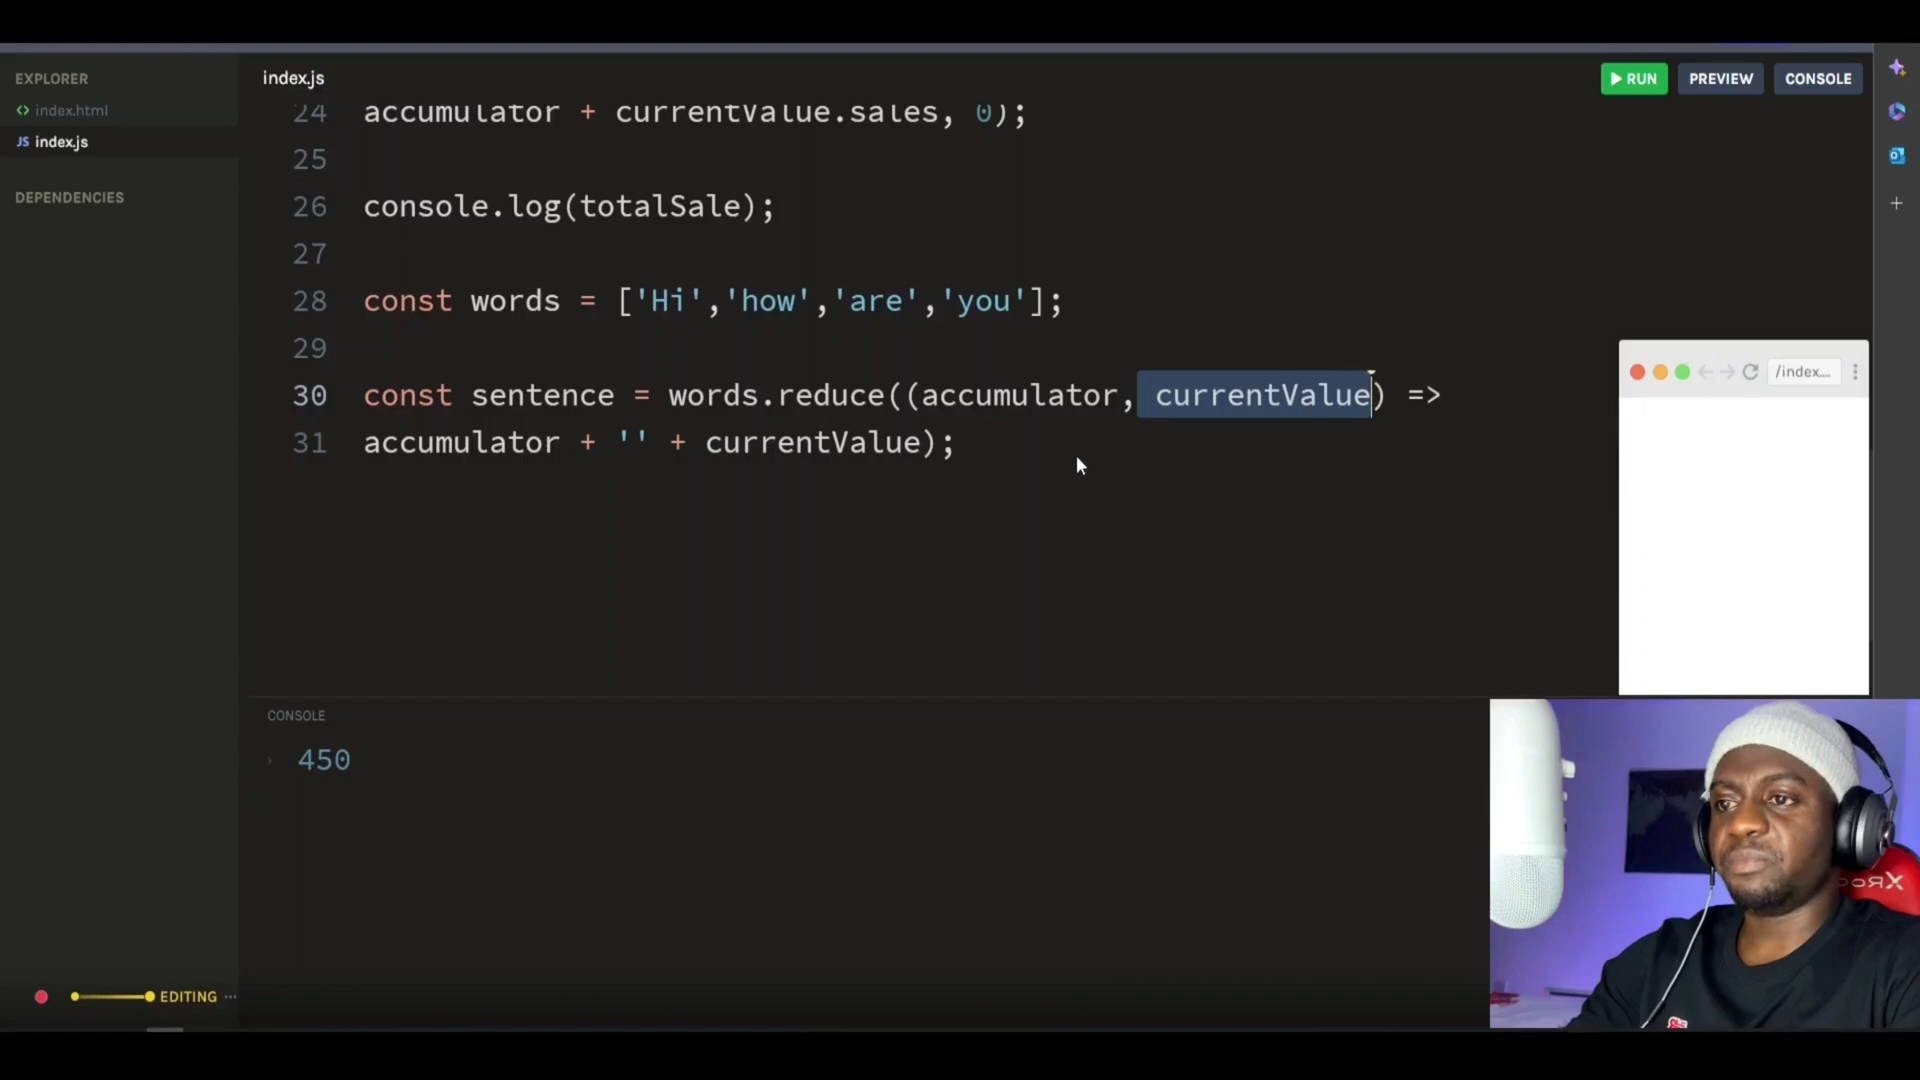 EXPLORER
index.html
JS index.js
DEPENDENCIES
index.js
RUN
PREVIEW
CONSOLE
24 accumulator + currentValue.sales, 0);
25
26 console.log(totalSale);
27
28 const words = ['Hi','how','are','you'];
29
30 const sentence = words.reduce((accumulator, currentValue) =>
31 accumulator + '' + currentValue);
/index....
CONSOLE
450
EDITING
XRoc